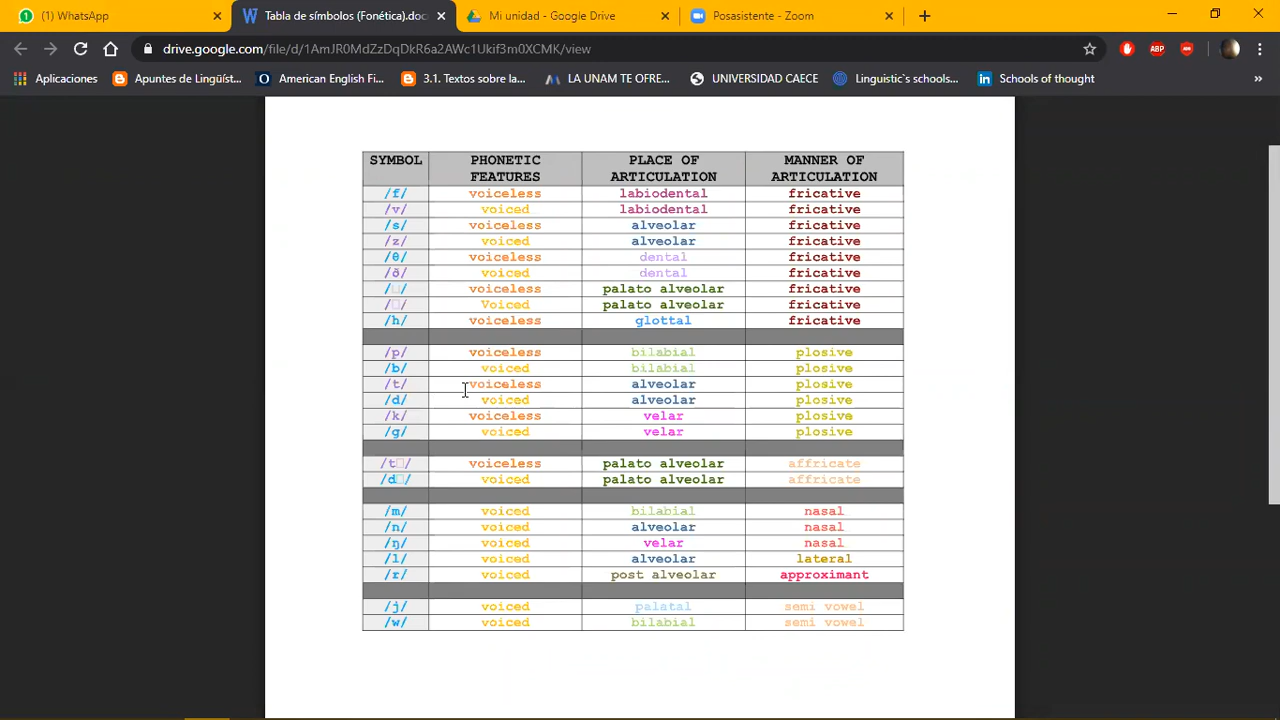 (1) WhatsApp Tabla de símbolos (Fonética).doc Mi unidad - Google Drive Posasistente - Zoom
drive.google.com/file/d/1AmJR0MdZzDqDkR6a2AWc1Ukif3m0XCMK/view ABP
Aplicaciones Apuntes de Lingüíst... American English Fi... 3.1. Textos sobre la... LA UNAM TE OFRE... UNIVERSIDAD CAECE Linguistic`s schools... Schools of thought »
SYMBOL PHONETIC FEATURES PLACE OF ARTICULATION MANNER OF ARTICULATION
/f/ voiceless labiodental fricative
/v/ voiced labiodental fricative
/s/ voiceless alveolar fricative
/z/ voiced alveolar fricative
/θ/ voiceless dental fricative
/ð/ voiced dental fricative
/□/ voiceless palato alveolar fricative
/□/ Voiced palato alveolar fricative
/h/ voiceless glottal fricative
/p/ voiceless bilabial plosive
/b/ voiced bilabial plosive
/t/ voiceless alveolar plosive
/d/ voiced alveolar plosive
/k/ voiceless velar plosive
/g/ voiced velar plosive
/t□/ voiceless palato alveolar affricate
/d□/ voiced palato alveolar affricate
/m/ voiced bilabial nasal
/n/ voiced alveolar nasal
/ŋ/ voiced velar nasal
/l/ voiced alveolar lateral
/r/ voiced post alveolar approximant
/j/ voiced palatal semi vowel
/w/ voiced bilabial semi vowel